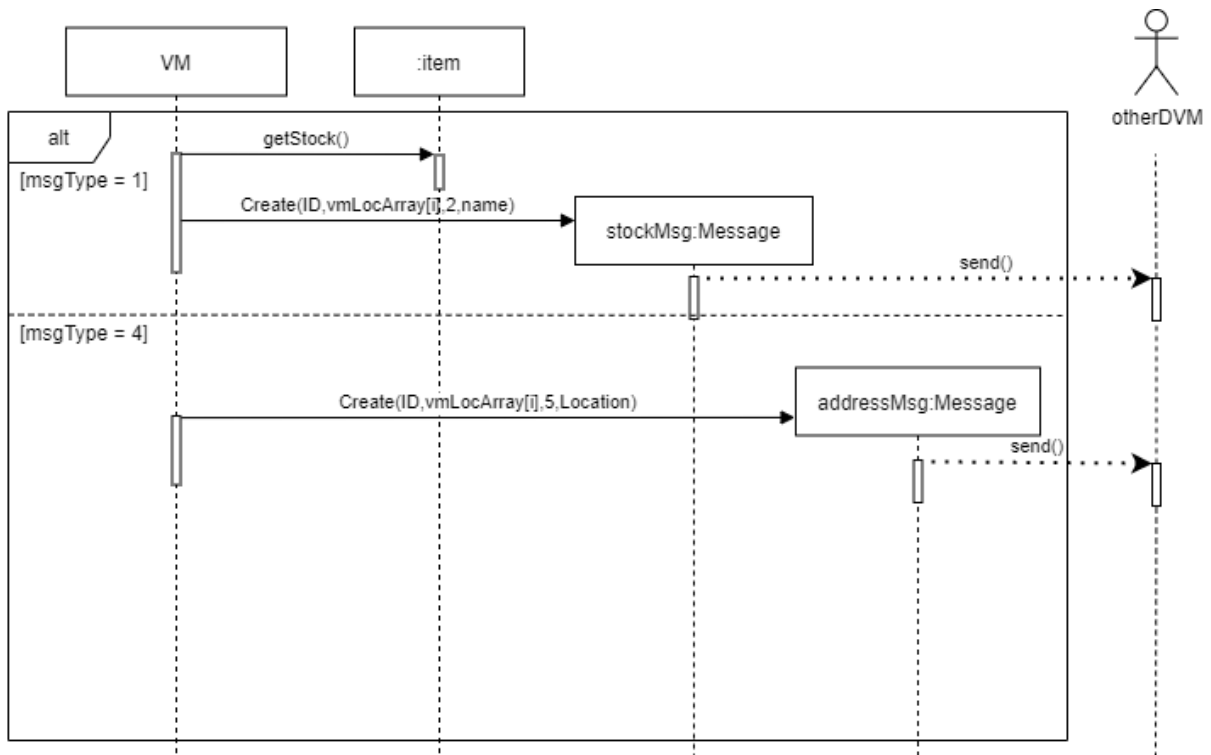 VM
:item
otherDVM
alt
getStock()
[msgType = 1]
Create(ID,vmLocArray[i],2,name)
stockMsg:Message
send()
[msgType = 4]
Create(ID,vmLocArray[i],5,Location)
addressMsg:Message
send()